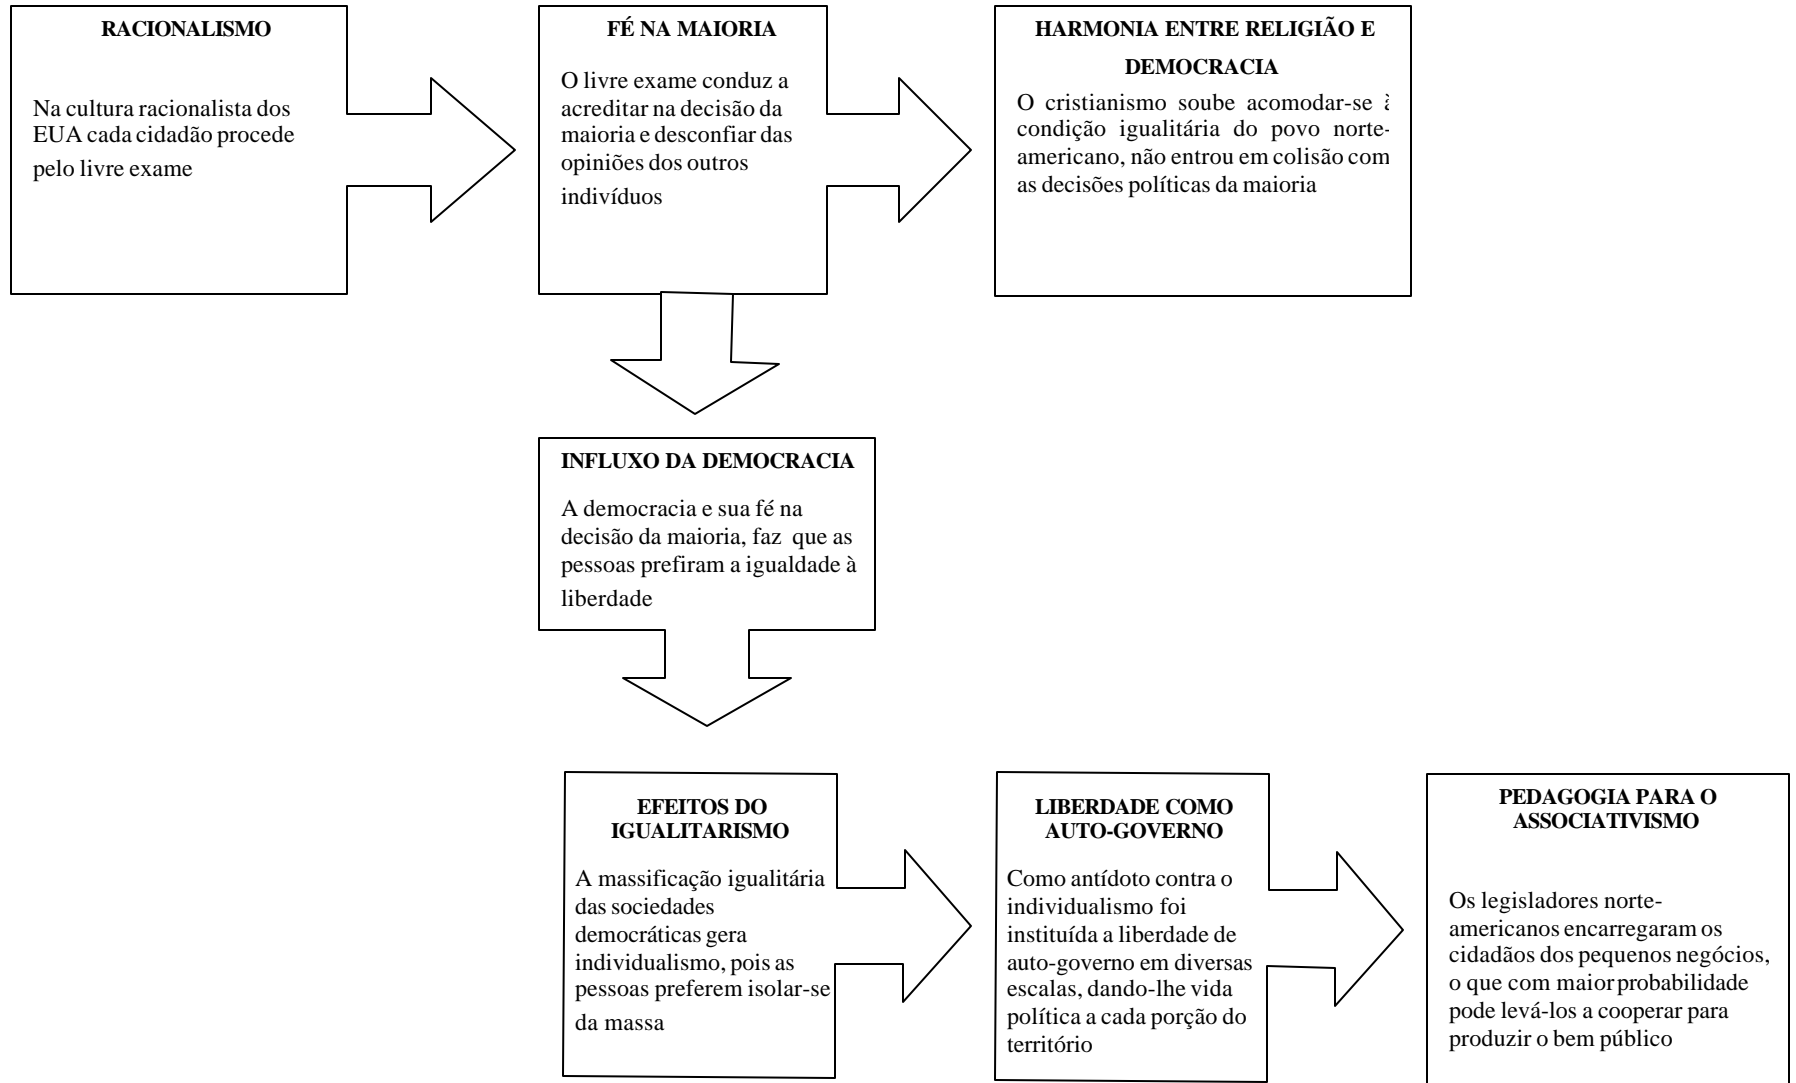 RACIONALISMO
Na cultura racionalista dos
EUA cada cidadão procede
pelo livre exame
FÉ NA MAIORIA
O livre exame conduz a
acreditar na decisão da
maioria e desconfiar das
opiniões dos outros
indivíduos
HARMONIA ENTRE RELIGIÃO E
DEMOCRACIA
O cristianismo soube acomodar-se à
condição igualitária do povo norte-
americano, não entrou em colisão com
as decisões políticas da maioria
INFLUXO DA DEMOCRACIA
A democracia e sua fé na
decisão da maioria, faz que as
pessoas prefiram a igualdade à
liberdade
EFEITOS DO
IGUALITARISMO
A massificação igualitária
das sociedades
democráticas gera
individualismo, pois as
pessoas preferem isolar-se
da massa
LIBERDADE COMO
AUTO-GOVERNO
Como antídoto contra o
individualismo foi
instituída a liberdade de
auto-governo em diversas
escalas, dando-lhe vida
política a cada porção do
território
PEDAGOGIA PARA O
ASSOCIATIVISMO
Os legisladores norte-
americanos encarregaram os
cidadãos dos pequenos negócios,
o que com maior probabilidade
pode levá-los a cooperar para
produzir o bem público